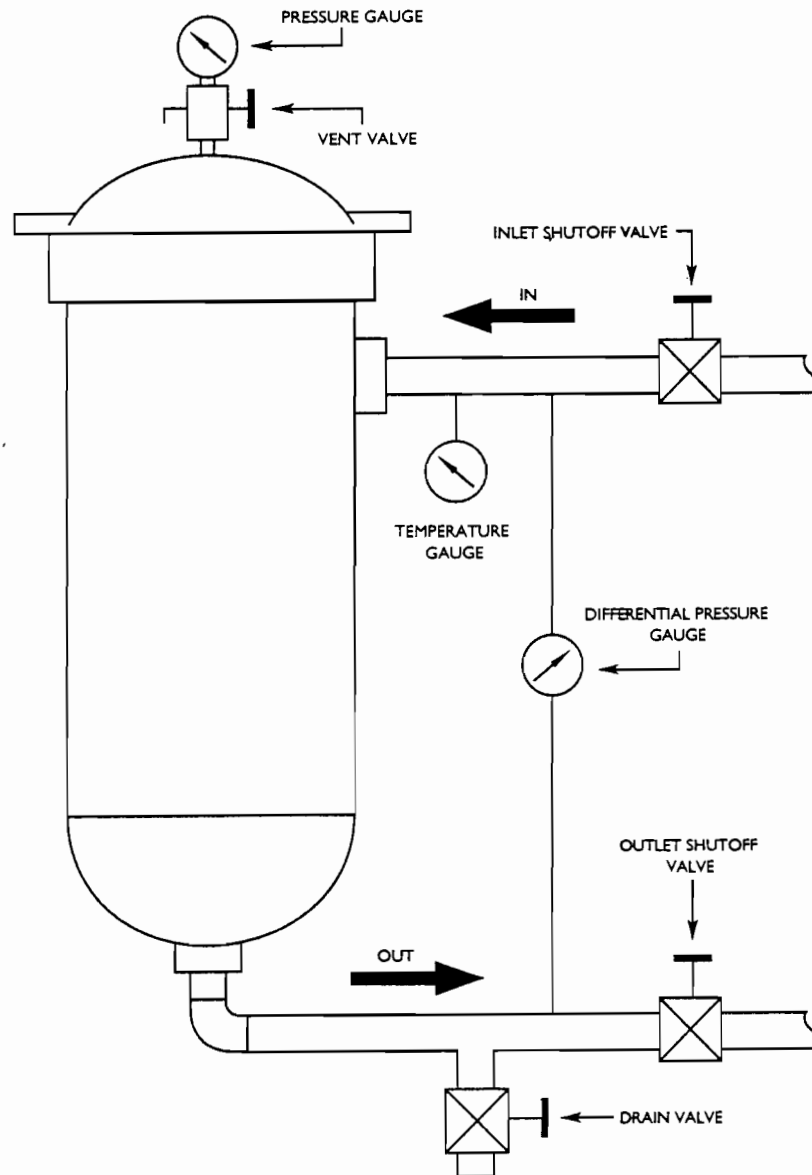 PRESSURE GAUGE
VENT VALVE
INLET SHUTOFF VALVE
IN
TEMPERATURE
GAUGE
DIFFERENTIAL PRESSURE
GAUGE
OUTLET SHUTOFF
VALVE
OUT
DRAIN VALVE